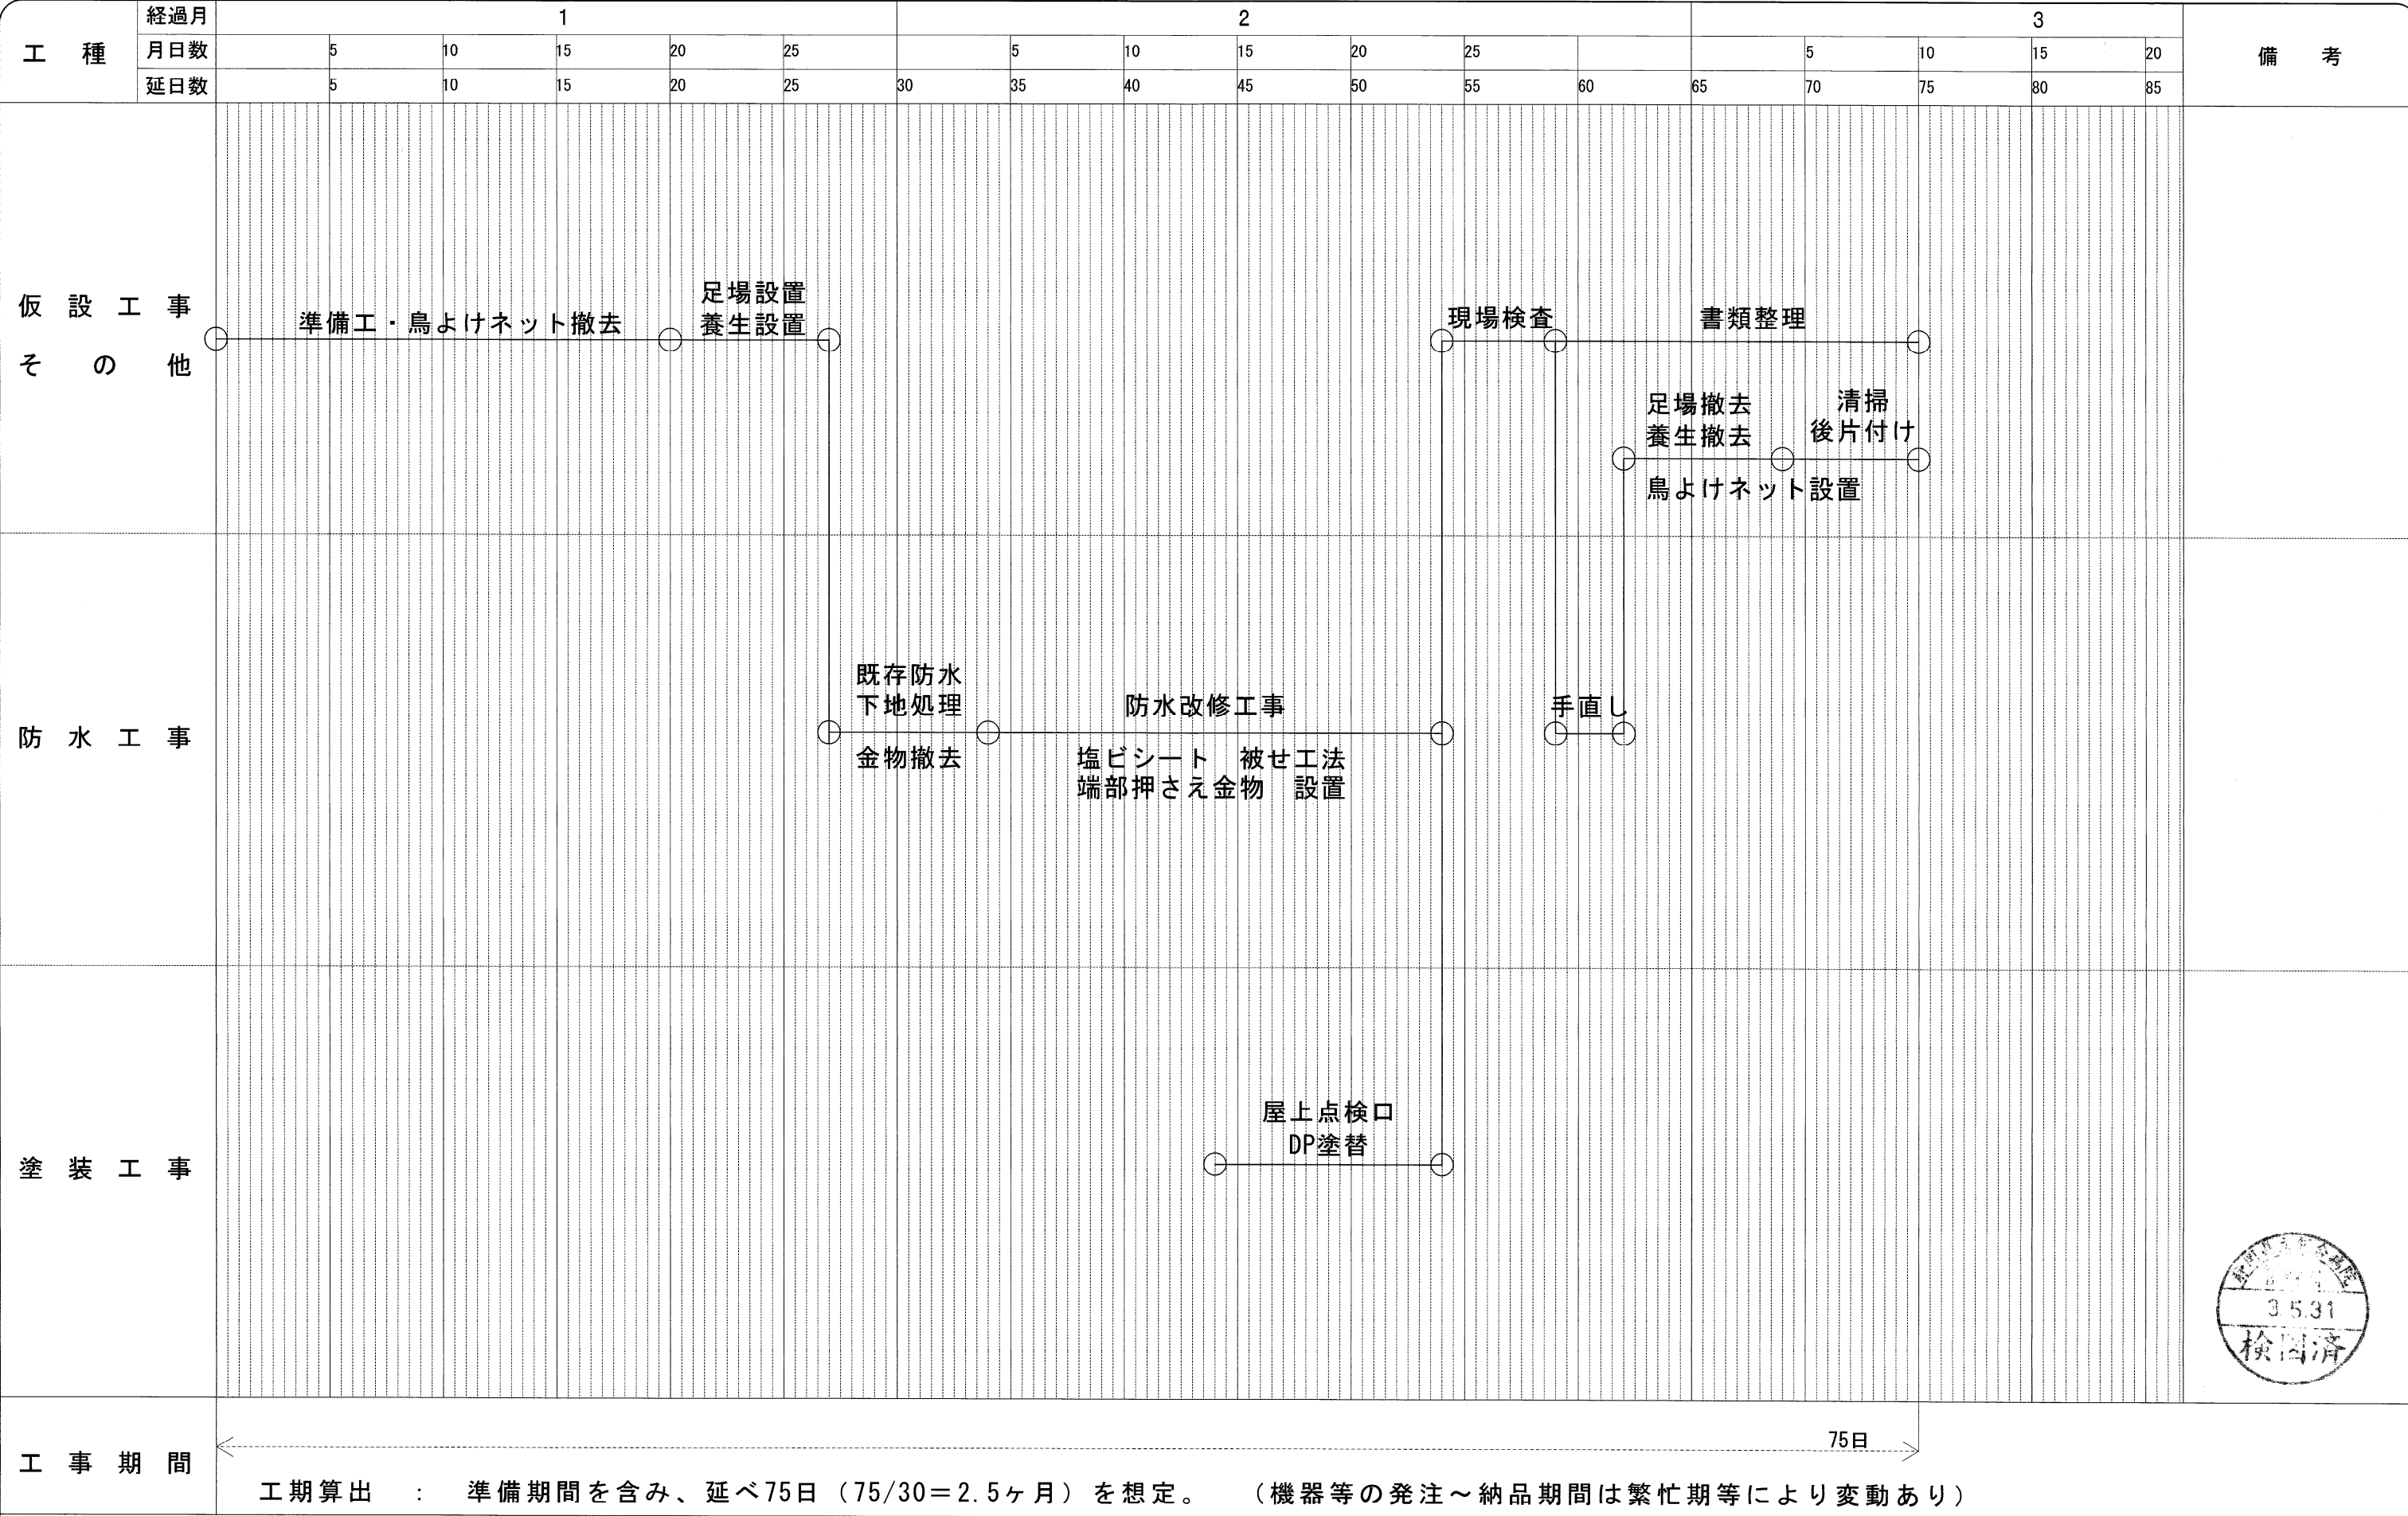 工種
経過月 1 2 3
月日数 5 10 15 20 25 5 10 15 20 25 5 10 15 20
延日数 5 10 15 20 25 30 35 40 45 50 55 60 65 70 75 80 85
備考
仮設工事
その他
準備工・鳥よけネット撤去
足場設置
養生設置
現場検査
書類整理
足場撤去
養生撤去
清掃
後片付け
鳥よけネット設置
防水工事
既存防水
下地処理
金物撤去
防水改修工事
塩ビシート 被せ工法
端部押さえ金物 設置
手直し
塗装工事
屋上点検口
DP塗替
3.5.31
検図済
工事期間
75日
工期算出 : 準備期間を含み、延べ75日(75/30=2.5ヶ月)を想定。 (機器等の発注～納品期間は繁忙期等により変動あり)